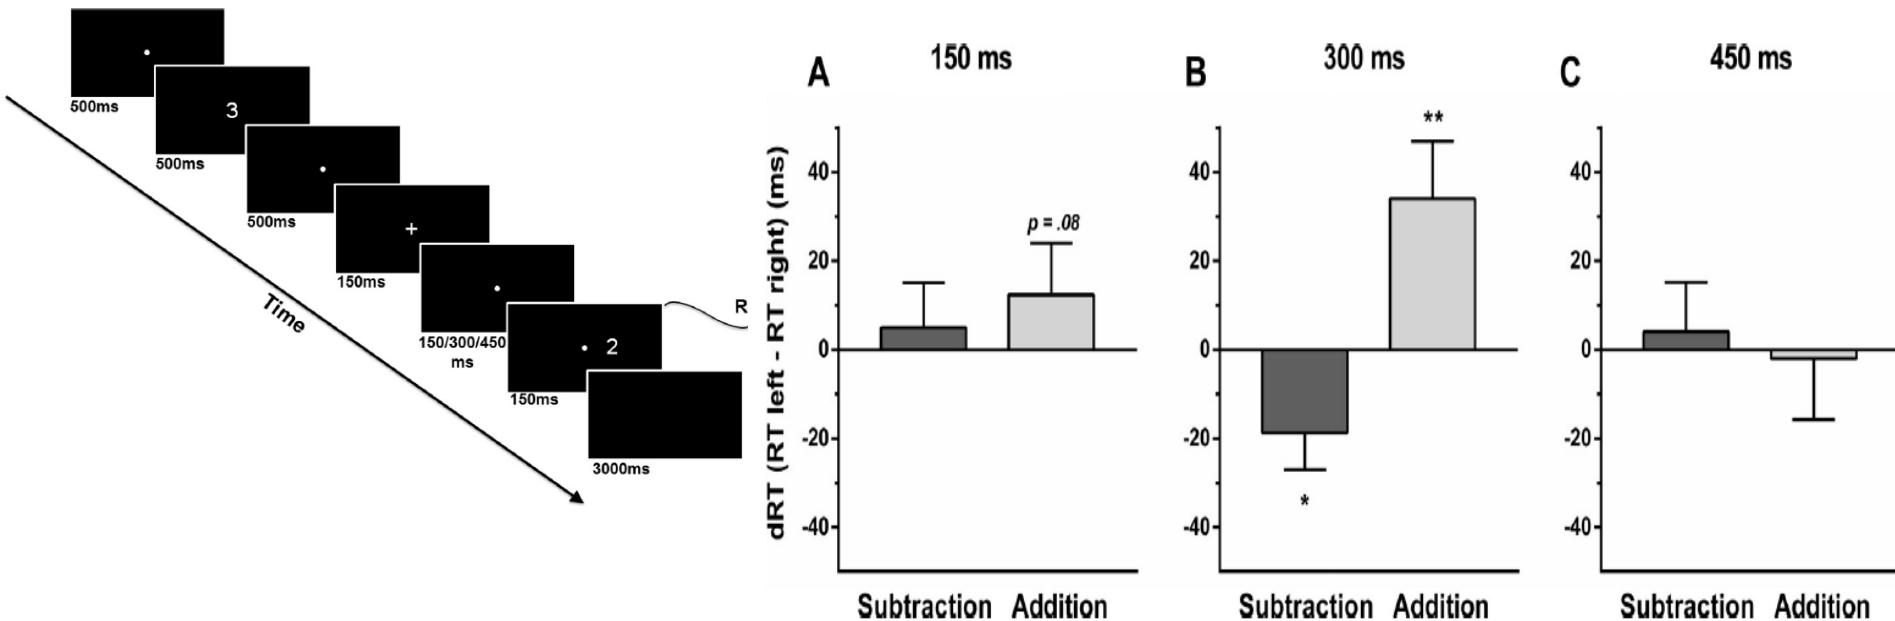 500ms
3
500ms
500ms
+
150ms
150/300/450
ms
2
150ms
3000ms
Time
R
dRT (RT left - RT right) (ms)
A
150 ms
40
20
0
-20
-40
p = .08
Subtraction Addition
B
300 ms
40
20
0
-20
-40
**
*
Subtraction Addition
C
450 ms
40
20
0
-20
-40
Subtraction Addition